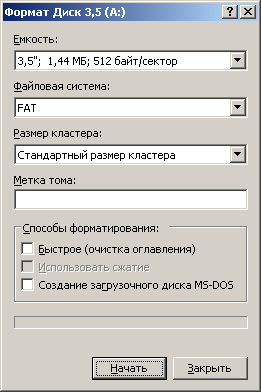 Формат Диск 3,5 (A:)
Емкость:
3,5"; 1,44 МБ; 512 байт/сектор
Файловая система:
FAT
Размер кластера:
Стандартный размер кластера
Метка тома:
Способы форматирования:
Быстрое (очистка оглавления)
Использовать сжатие
Создание загрузочного диска MS-DOS
Начать Закрыть